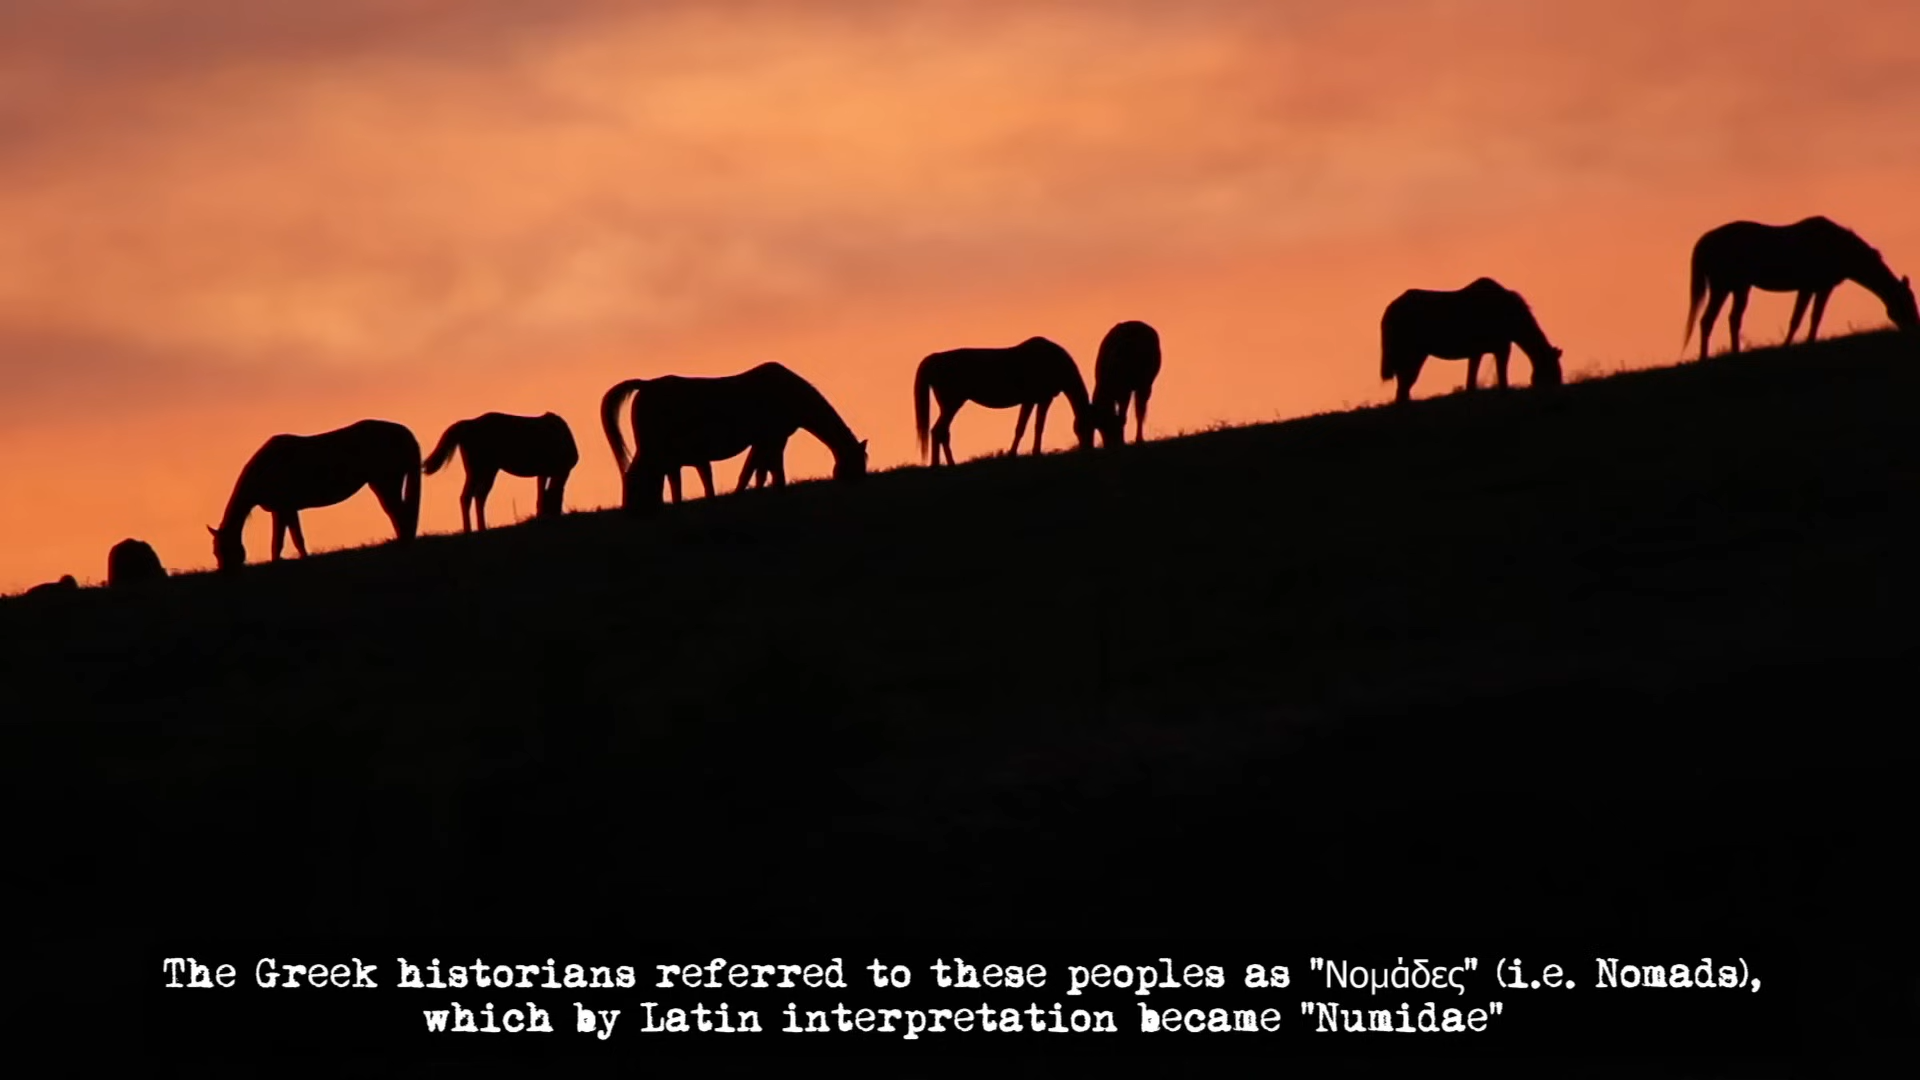 The Greek historians referred to these peoples as "Νομάδες" (i.e. Nomads),
which by Latin interpretation became "Numidae"